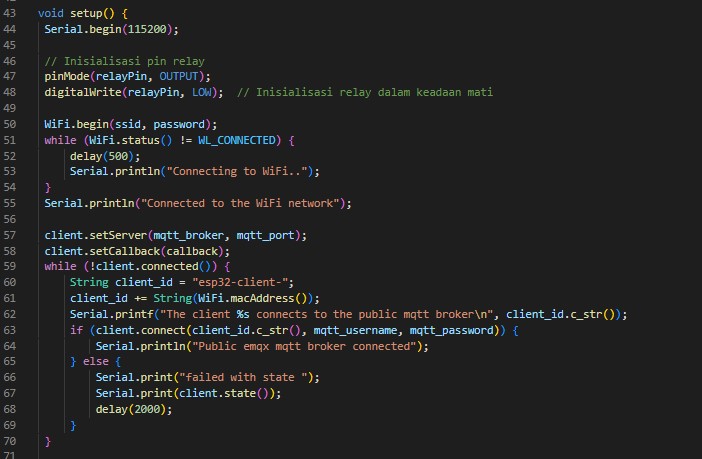 43 void setup() {
44 Serial.begin(115200);
45
46 // Inisialisasi pin relay
47 pinMode(relayPin, OUTPUT);
48 digitalWrite(relayPin, LOW); // Inisialisasi relay dalam keadaan mati
49
50 WiFi.begin(ssid, password);
51 while (WiFi.status() != WL_CONNECTED) {
52 delay(500);
53 Serial.println("Connecting to WiFi..");
54 }
55 Serial.println("Connected to the WiFi network");
56
57 client.setServer(mqtt_broker, mqtt_port);
58 client.setCallback(callback);
59 while (!client.connected()) {
60 String client_id = "esp32-client-";
61 client_id += String(WiFi.macAddress());
62 Serial.printf("The client %s connects to the public mqtt broker\n", client_id.c_str());
63 if (client.connect(client_id.c_str(), mqtt_username, mqtt_password)) {
64 Serial.println("Public emqx mqtt broker connected");
65 } else {
66 Serial.print("failed with state ");
67 Serial.print(client.state());
68 delay(2000);
69 }
70 }
71